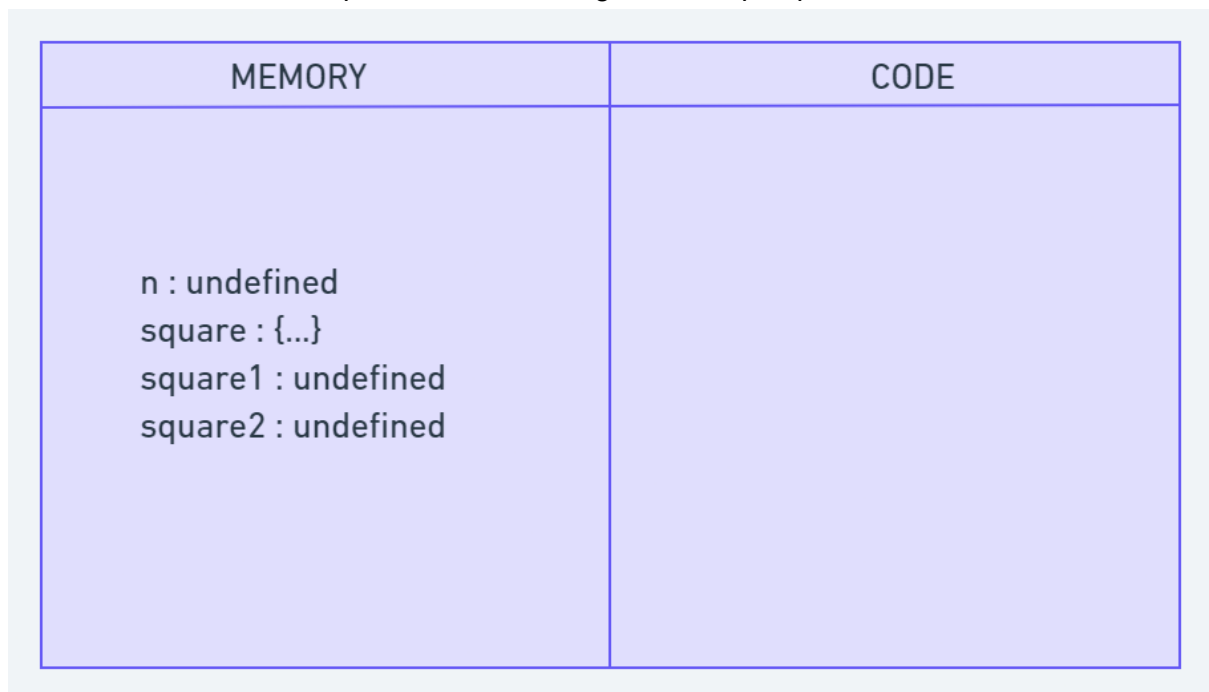 MEMORY
CODE
n : undefined
square : {...}
square1 : undefined
square2 : undefined